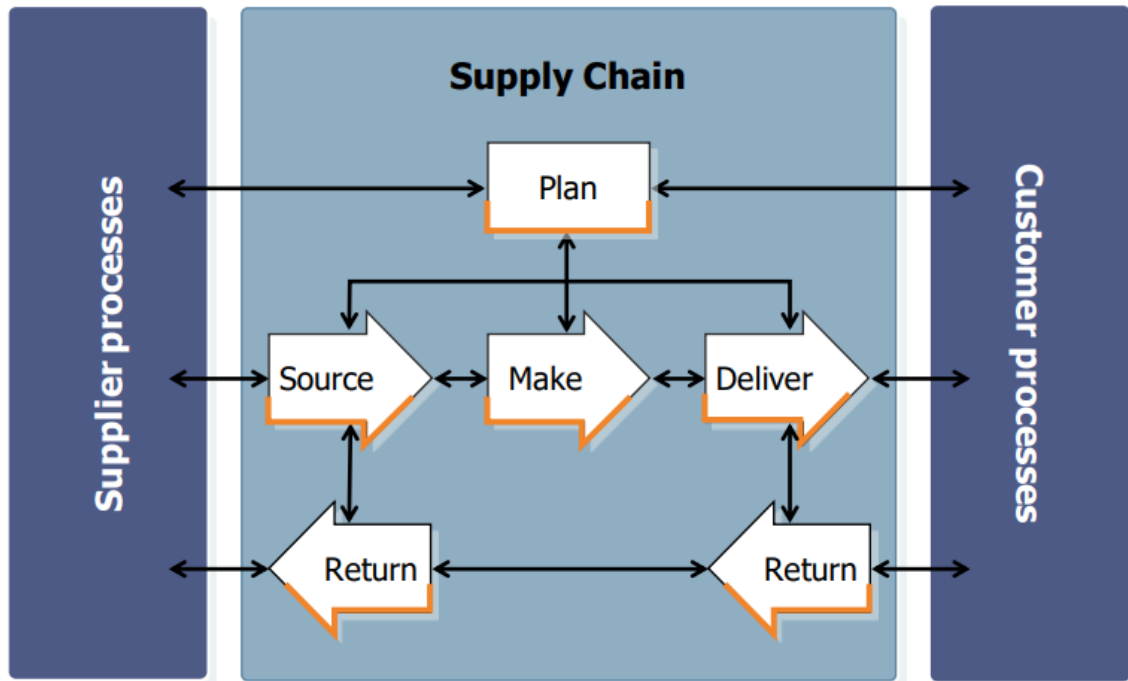 Supply Chain
Supplier processes
Plan
Customer processes
Source
Make
Deliver
Return
Return